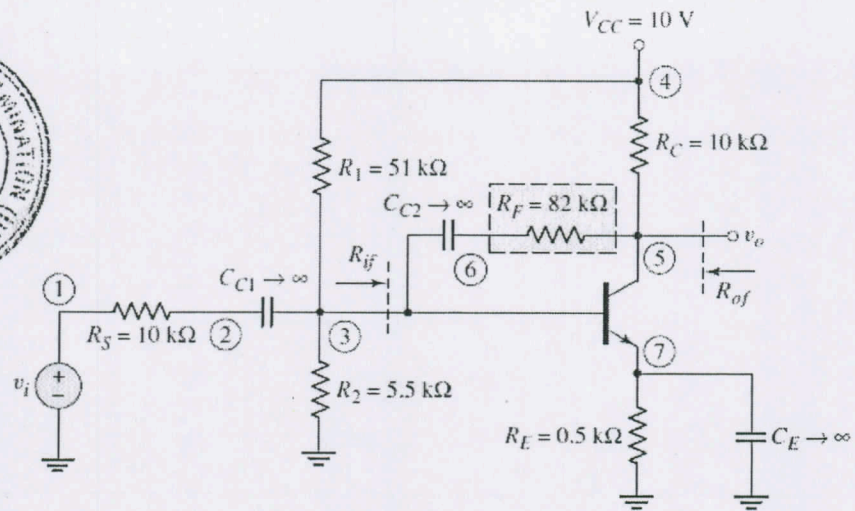 V_CC = 10 V
④
R_1 = 51 kΩ
R_C = 10 kΩ
C_C2 → ∞
R_F = 82 kΩ
v_o
⑥
⑤
R_if
R_of
C_C1 → ∞
①
R_S = 10 kΩ
②
③
⑦
v_i
R_2 = 5.5 kΩ
R_E = 0.5 kΩ
C_E → ∞
MINATION